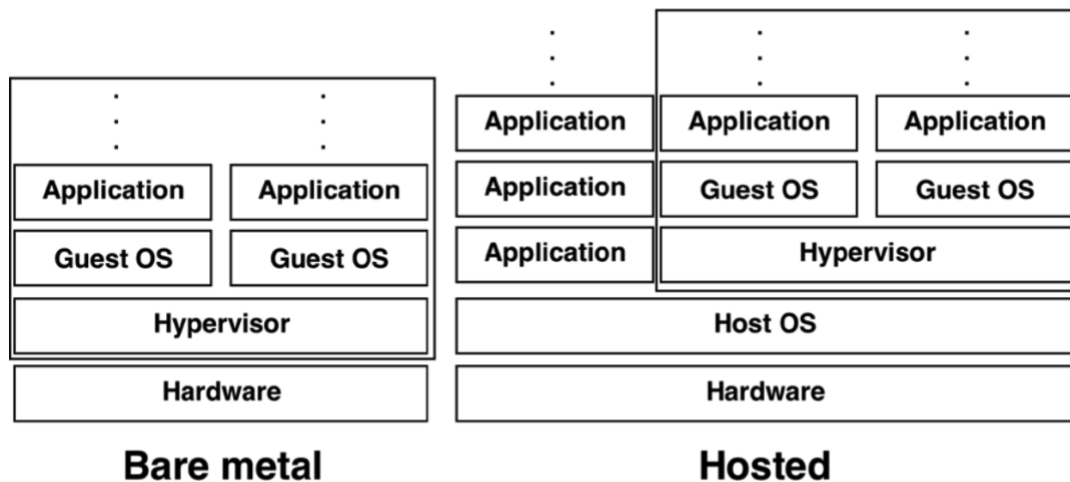 Application Application
Guest OS Guest OS
Hypervisor
Hardware
Bare metal
Application Application Application
Application Guest OS Guest OS
Application Hypervisor
Host OS
Hardware
Hosted